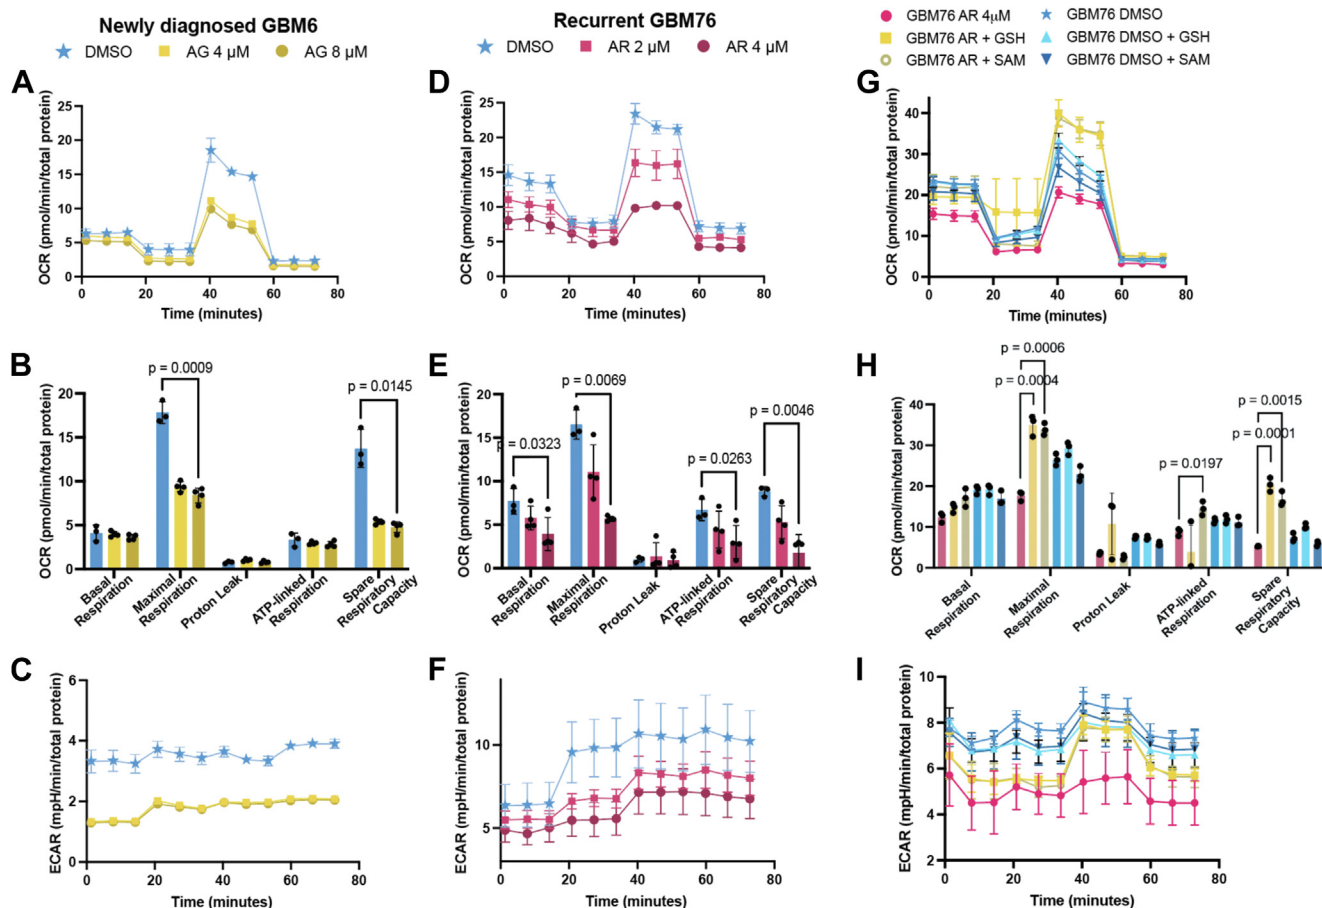 Newly diagnosed GBM6
DMSO AG 4 μM AG 8 μM
Recurrent GBM76
DMSO AR 2 μM AR 4 μM
GBM76 AR 4μM GBM76 DMSO
GBM76 AR + GSH GBM76 DMSO + GSH
GBM76 AR + SAM GBM76 DMSO + SAM
A
OCR (pmol/min/total protein)
25
20
15
10
5
0
0 20 40 60 80
Time (minutes)
D
OCR (pmol/min/total protein)
25
20
15
10
5
0
0 20 40 60 80
Time (minutes)
G
OCR (pmol/min/total protein)
40
30
20
10
0
0 20 40 60 80
Time (minutes)
B
OCR (pmol/min/total protein)
20
15
10
5
0
p = 0.0009
p = 0.0145
Basal Respiration
Maximal Respiration
Proton Leak
ATP-linked Respiration
Spare Respiratory Capacity
E
OCR (pmol/min/total protein)
20
15
10
5
0
p = 0.0323
p = 0.0069
p = 0.0263
p = 0.0046
Basal Respiration
Maximal Respiration
Proton Leak
ATP-linked Respiration
Spare Respiratory Capacity
H
OCR (pmol/min/total protein)
40
30
20
10
0
p = 0.0006
p = 0.0004
p = 0.0197
p = 0.0015
p = 0.0001
Basal Respiration
Maximal Respiration
Proton Leak
ATP-linked Respiration
Spare Respiratory Capacity
C
ECAR (mpH/min/total protein)
6
4
2
0
0 20 40 60 80
Time (minutes)
F
ECAR (mpH/min/total protein)
10
5
0 20 40 60 80
Time (minutes)
I
ECAR (mpH/min/total protein)
10
8
6
4
2
0 20 40 60 80
Time (minutes)